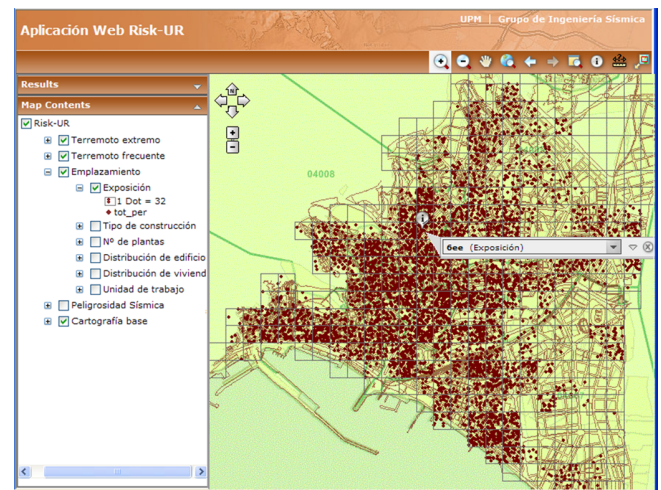 UPM | Grupo de Ingeniería Sísmica
Aplicación Web Risk-UR
Results
Map Contents
Risk-UR
Terremoto extremo
Terremoto frecuente
Emplazamiento
Exposición
1 Dot = 32
tot_per
Tipo de construcción
Nº de plantas
Distribución de edificio
Distribución de viviend
Unidad de trabajo
Peligrosidad Sísmica
Cartografía base
N
04008
6ee (Exposición)